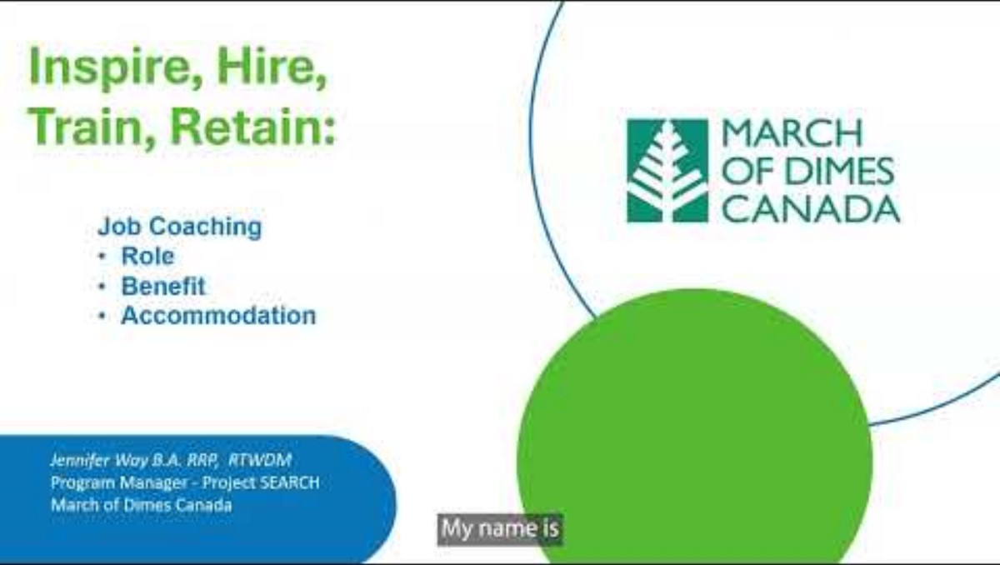 Inspire, Hire,
Train, Retain:
MARCH
OF DIMES
CANADA
Job Coaching
• Role
• Benefit
• Accommodation
Jennifer Way B.A. RRP, RTWDM
Program Manager - Project SEARCH
March of Dimes Canada
My name is